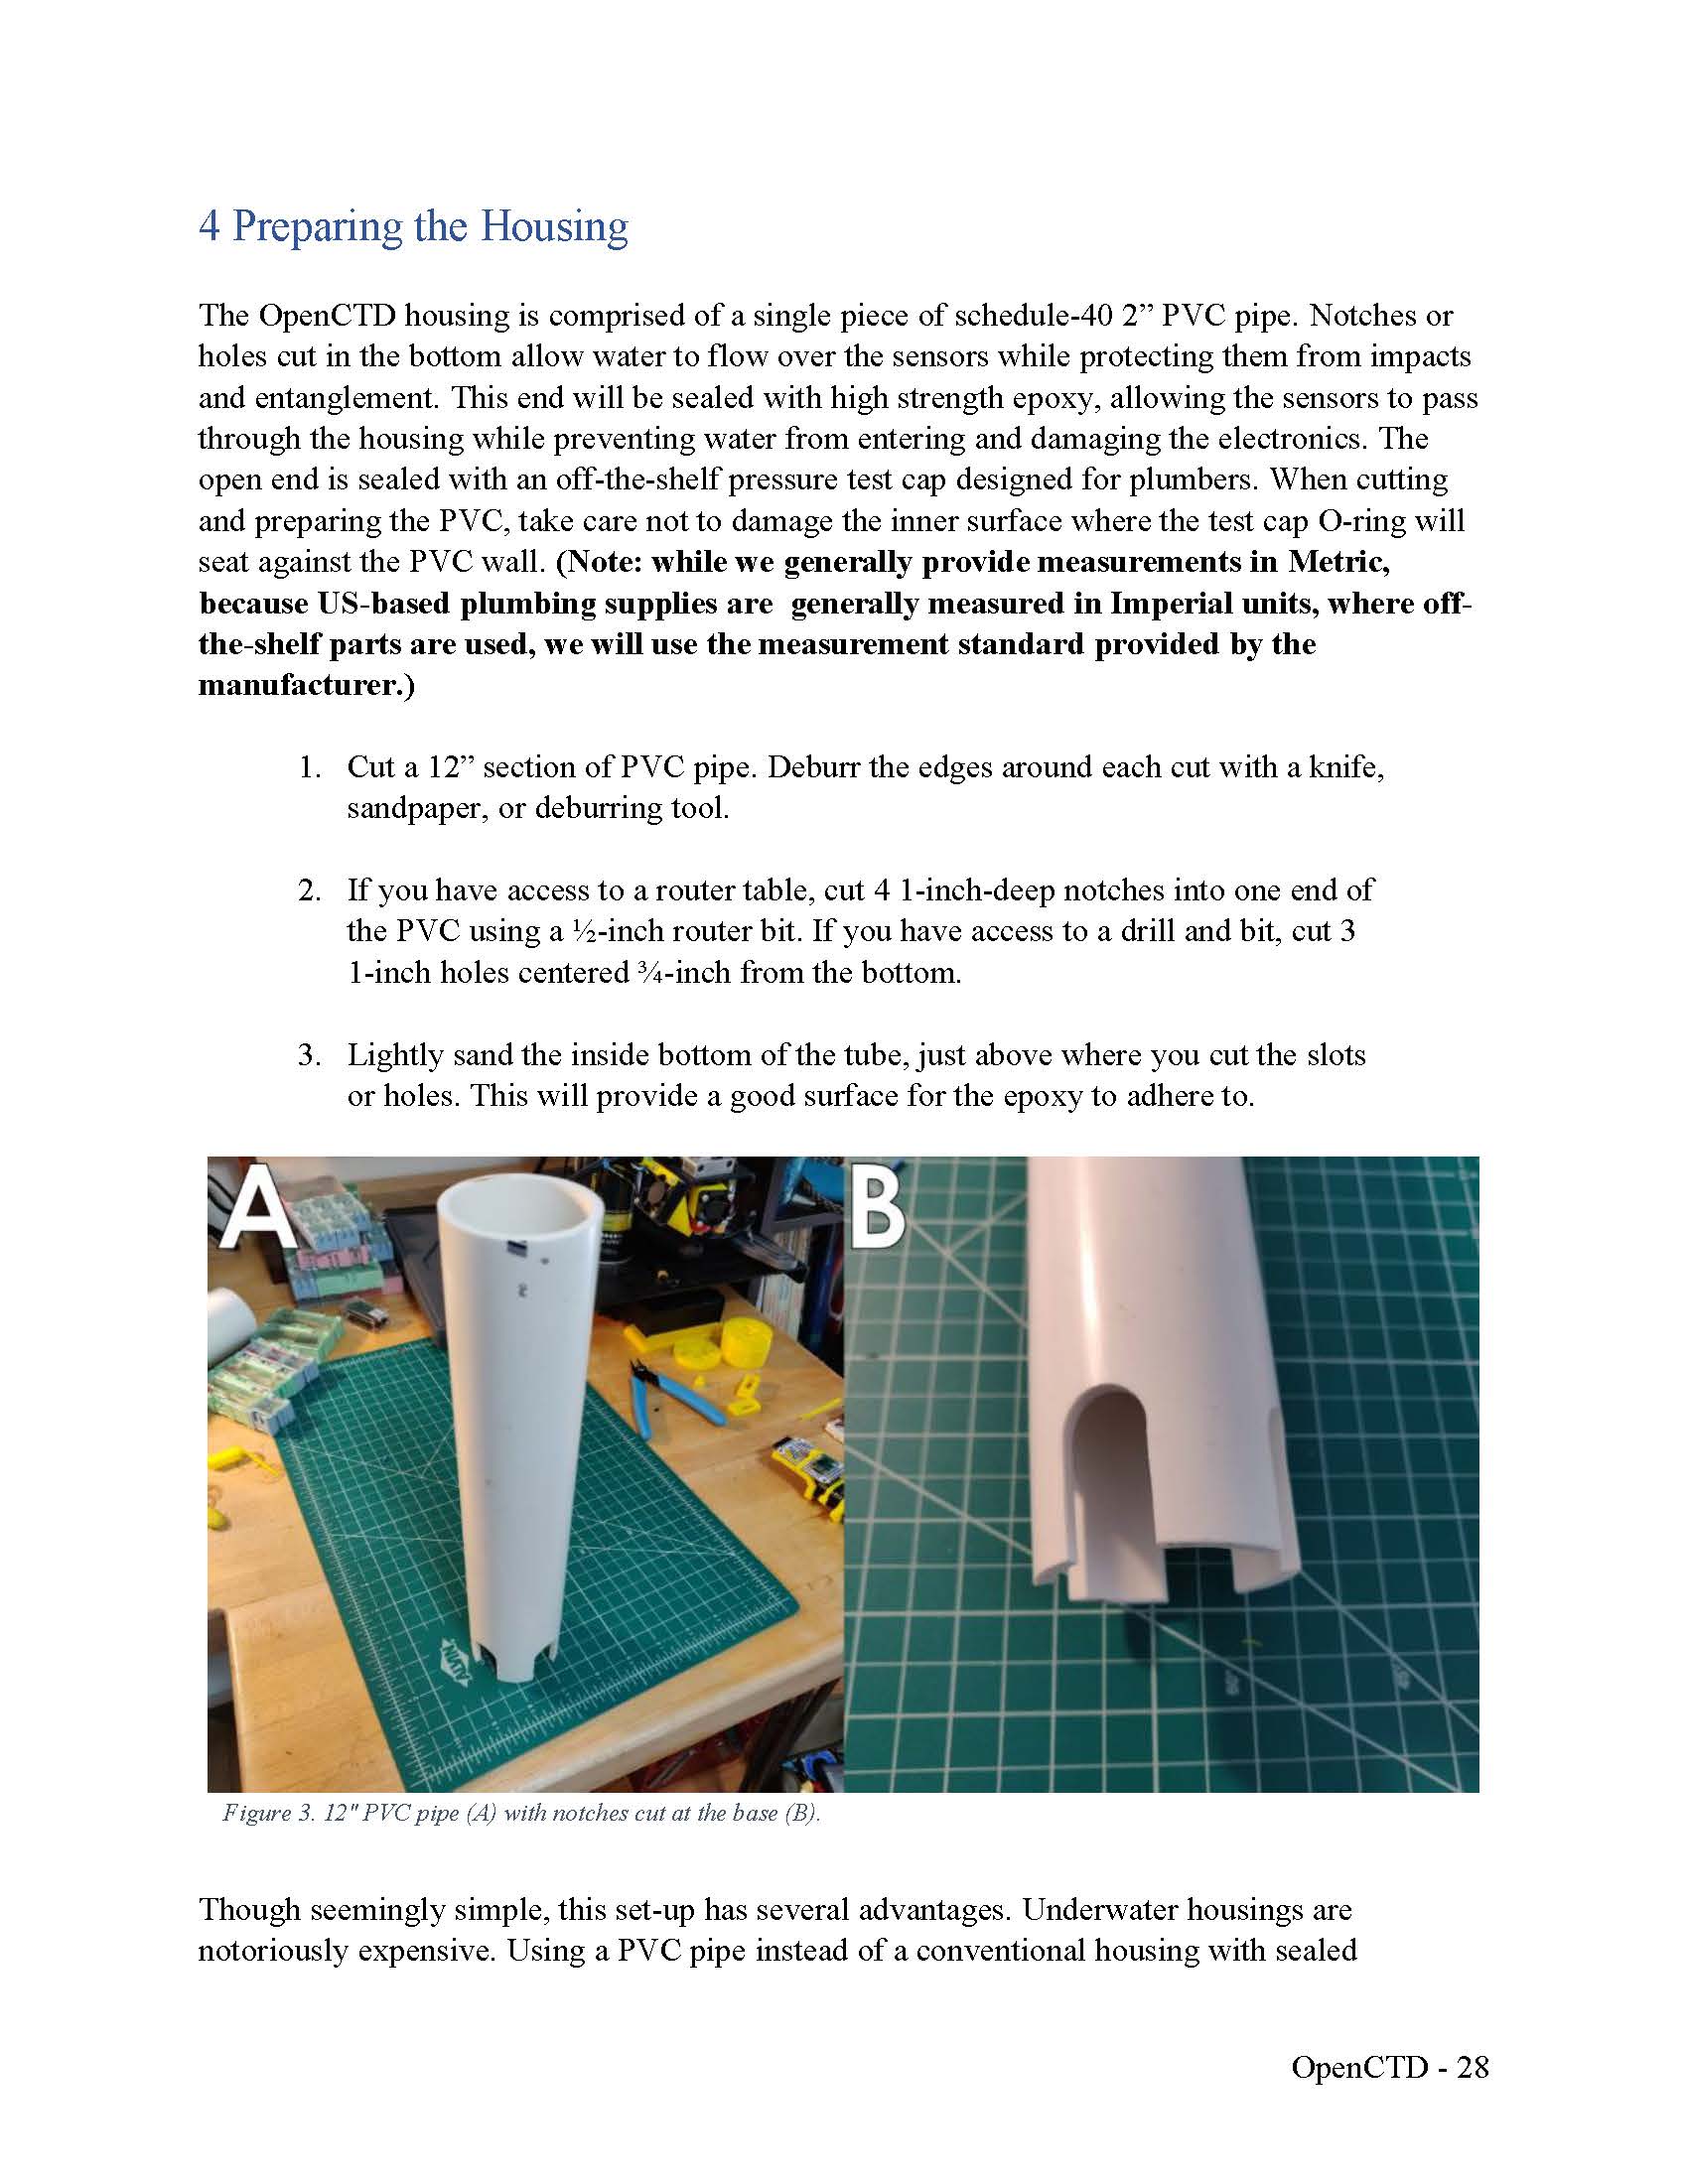 4 Preparing the Housing
The OpenCTD housing is comprised of a single piece of schedule-40 2” PVC pipe. Notches or
holes cut in the bottom allow water to flow over the sensors while protecting them from impacts
and entanglement. This end will be sealed with high strength epoxy, allowing the sensors to pass
through the housing while preventing water from entering and damaging the electronics. The
open end is sealed with an off-the-shelf pressure test cap designed for plumbers. When cutting
and preparing the PVC, take care not to damage the inner surface where the test cap O-ring will
seat against the PVC wall. (Note: while we generally provide measurements in Metric,
because US-based plumbing supplies are  generally measured in Imperial units, where off-
the-shelf parts are used, we will use the measurement standard provided by the
manufacturer.)
1. Cut a 12” section of PVC pipe. Deburr the edges around each cut with a knife,
sandpaper, or deburring tool.
2. If you have access to a router table, cut 4 1-inch-deep notches into one end of
the PVC using a ½-inch router bit. If you have access to a drill and bit, cut 3
1-inch holes centered ¾-inch from the bottom.
3. Lightly sand the inside bottom of the tube, just above where you cut the slots
or holes. This will provide a good surface for the epoxy to adhere to.
A
B
ALVIN
Figure 3. 12" PVC pipe (A) with notches cut at the base (B).
Though seemingly simple, this set-up has several advantages. Underwater housings are
notoriously expensive. Using a PVC pipe instead of a conventional housing with sealed
OpenCTD - 28